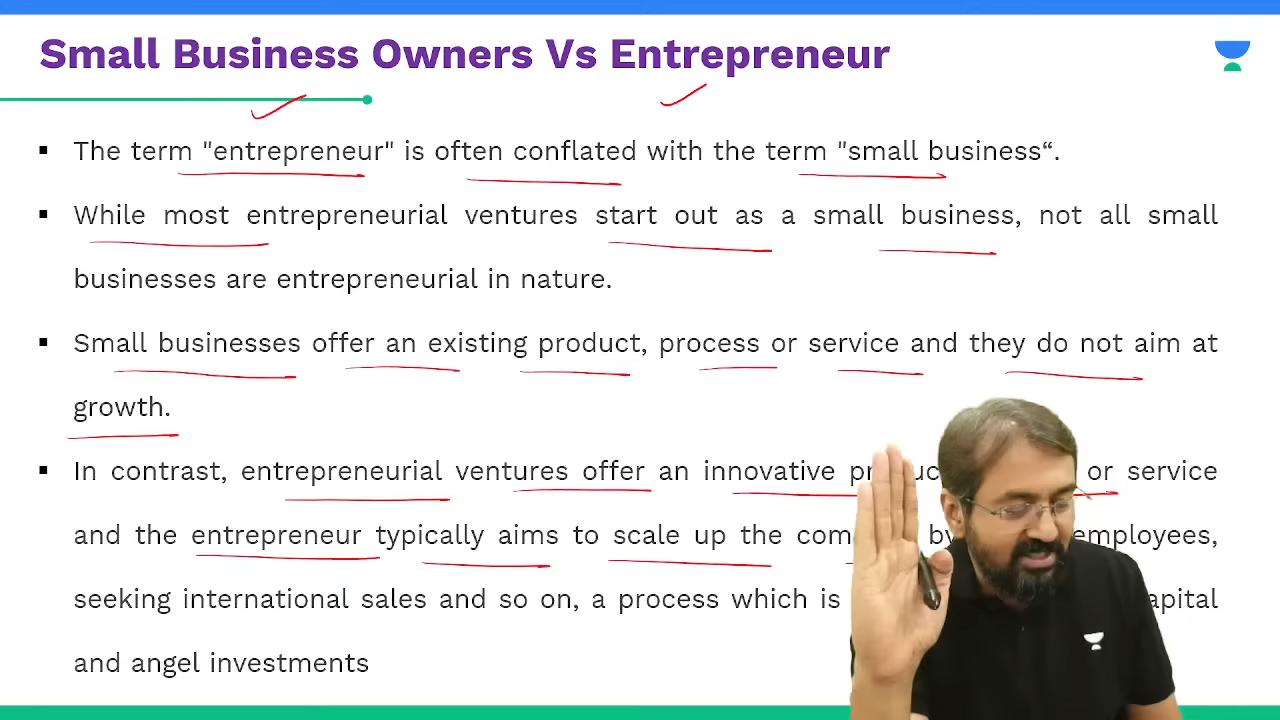 Small Business Owners Vs Entrepreneur
▪ The term "entrepreneur" is often conflated with the term "small business“.
▪ While most entrepreneurial ventures start out as a small business, not all small
businesses are entrepreneurial in nature.
▪ Small businesses offer an existing product, process or service and they do not aim at
growth.
▪ In contrast, entrepreneurial ventures offer an innovative or service
and the entrepreneur typically aims to scale up the by employees,
seeking international sales and so on, a process which is
and angel investments